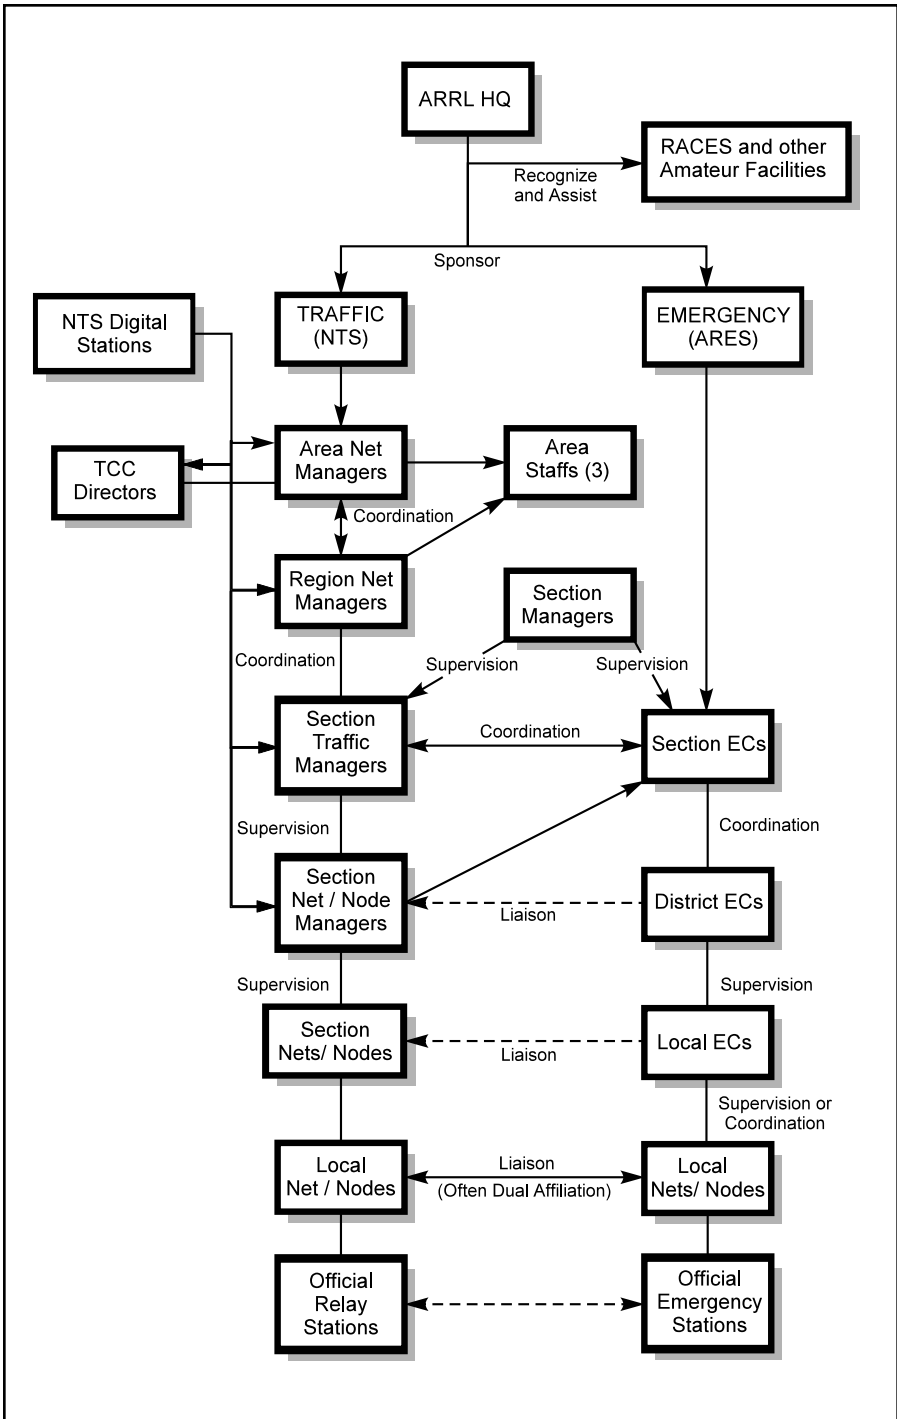 ARRL HQ
RACES and other
Amateur Facilities
Recognize
and Assist
Sponsor
NTS Digital
Stations
TRAFFIC
(NTS)
EMERGENCY
(ARES)
TCC
Directors
Area Net
Managers
Area
Staffs (3)
Coordination
Region Net
Managers
Section
Managers
Coordination
Supervision
Supervision
Section
Traffic
Managers
Coordination
Section ECs
Supervision
Coordination
Section
Net / Node
Managers
Liaison
District ECs
Supervision
Supervision
Section
Nets/ Nodes
Liaison
Local ECs
Supervision or
Coordination
Local
Net / Nodes
Liaison
(Often Dual Affiliation)
Local
Nets/ Nodes
Official
Relay
Stations
Official
Emergency
Stations